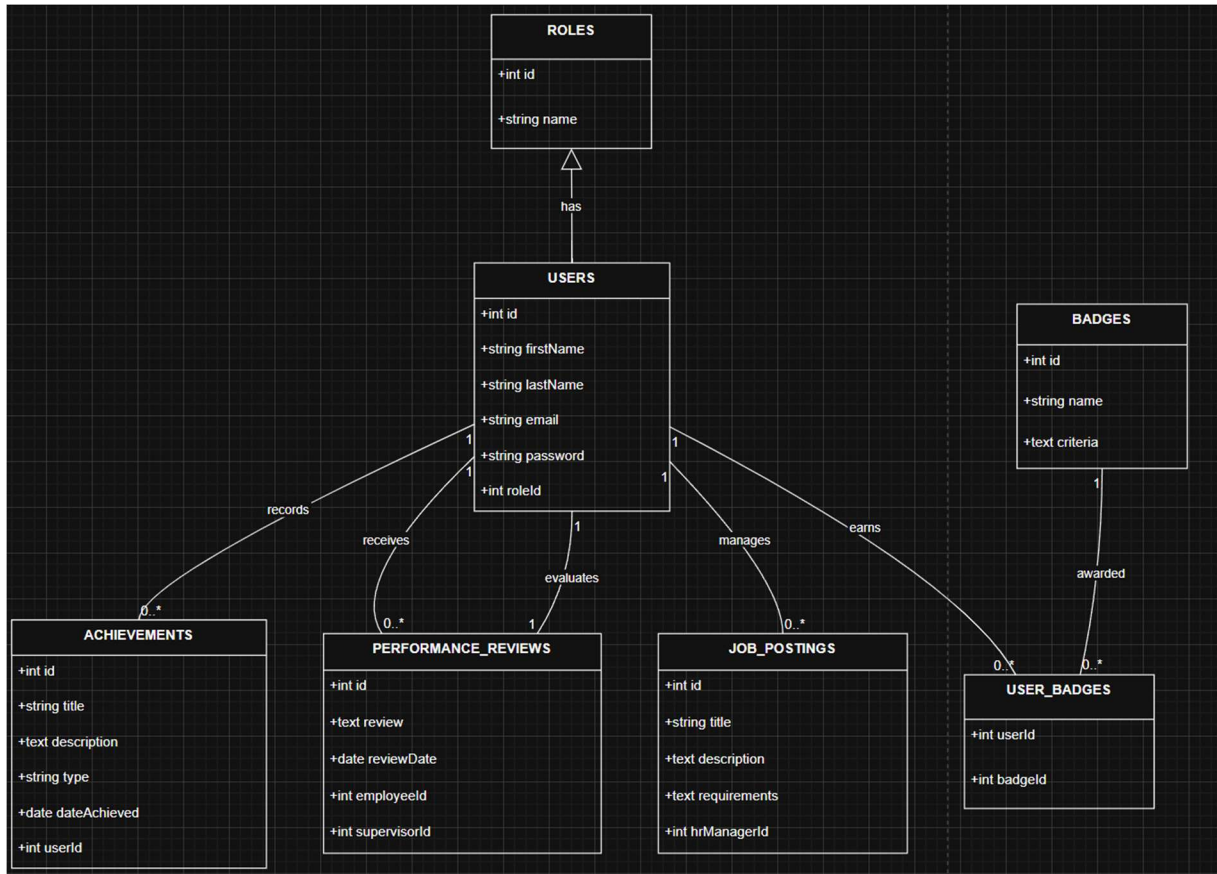 ROLES
+int id
+string name
has
USERS
+int id
+string firstName
+string lastName
+string email
+string password
+int roleId
BADGES
+int id
+string name
+text criteria
1
1
1
1
1
1
records
receives
evaluates
manages
earns
awarded
0..*
0..*
1
0..*
0..*
0..*
ACHIEVEMENTS
+int id
+string title
+text description
+string type
+date dateAchieved
+int userId
PERFORMANCE_REVIEWS
+int id
+text review
+date reviewDate
+int employeeId
+int supervisorId
JOB_POSTINGS
+int id
+string title
+text description
+text requirements
+int hrManagerId
USER_BADGES
+int userId
+int badgeId